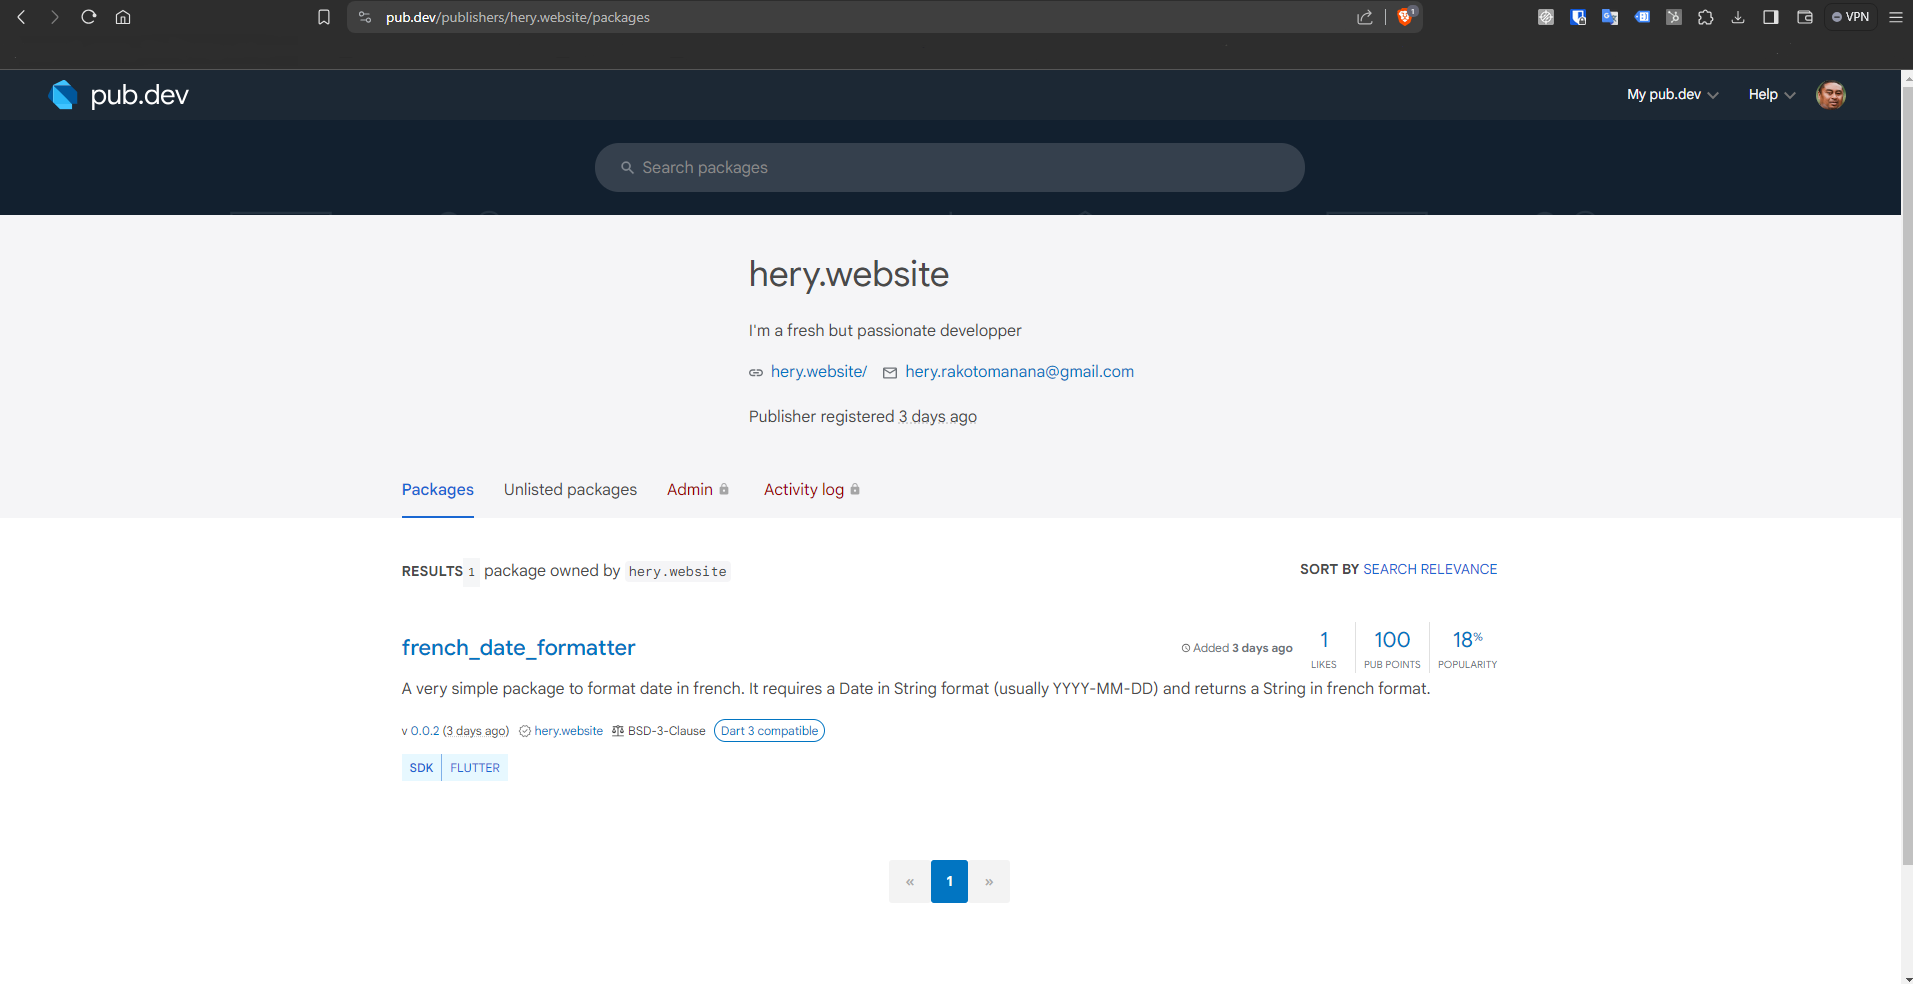 pub.dev/publishers/hery.website/packages
1
VPN
pub.dev
My pub.dev
Help
Search packages
hery.website
I'm a fresh but passionate developper
hery.website/
hery.rakotomanana@gmail.com
Publisher registered 3 days ago
Packages
Unlisted packages
Admin
Activity log
RESULTS 1 package owned by hery.website
SORT BY SEARCH RELEVANCE
french_date_formatter
Added 3 days ago
1
LIKES
100
PUB POINTS
18%
POPULARITY
A very simple package to format date in french. It requires a Date in String format (usually YYYY-MM-DD) and returns a String in french format.
v 0.0.2 (3 days ago) hery.website BSD-3-Clause Dart 3 compatible
SDK FLUTTER
« 1 »